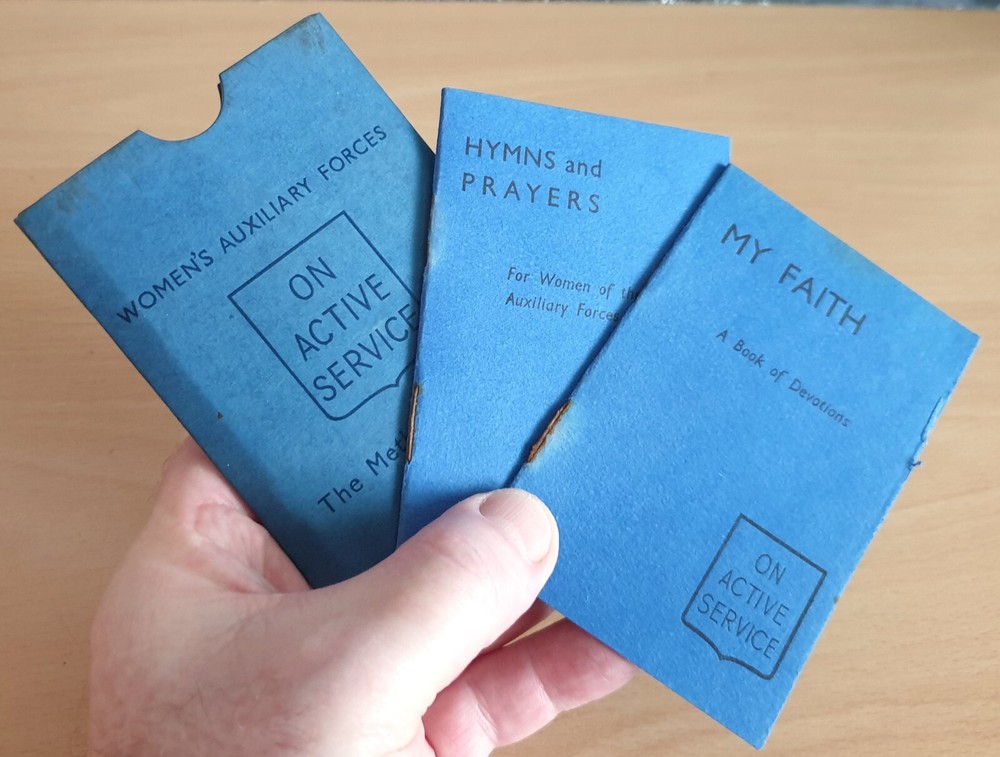 WOMEN'S AUXILIARY FORCES
ON
ACTIVE
SERVICE
The
HYMNS and
PRAYERS
For Women of the
Auxiliary Forces
MY FAITH
A Book of Devotions
ON
ACTIVE
SERVICE